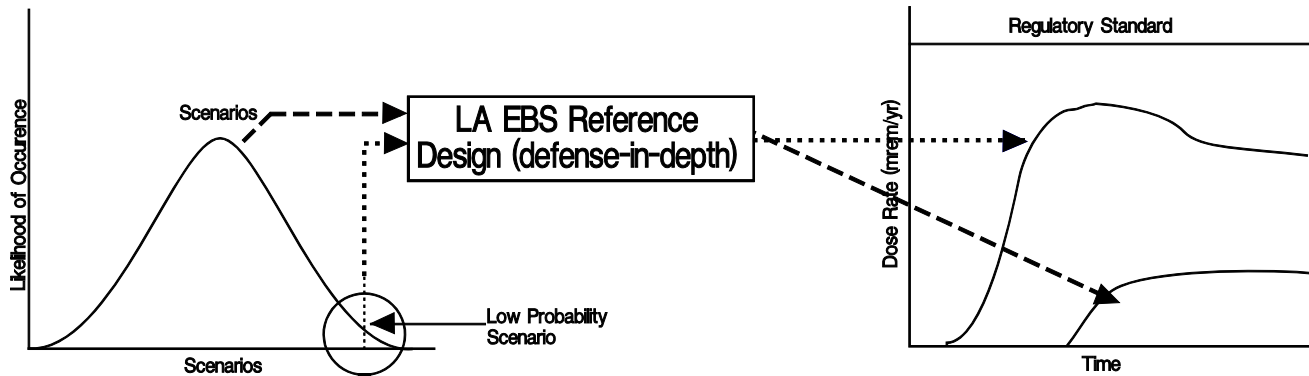 Likelihood of Occurence
Scenarios
Scenarios
Low Probability
Scenario
LA EBS Reference
Design (defense-in-depth)
Regulatory Standard
Dose Rate (mrem/yr)
Time